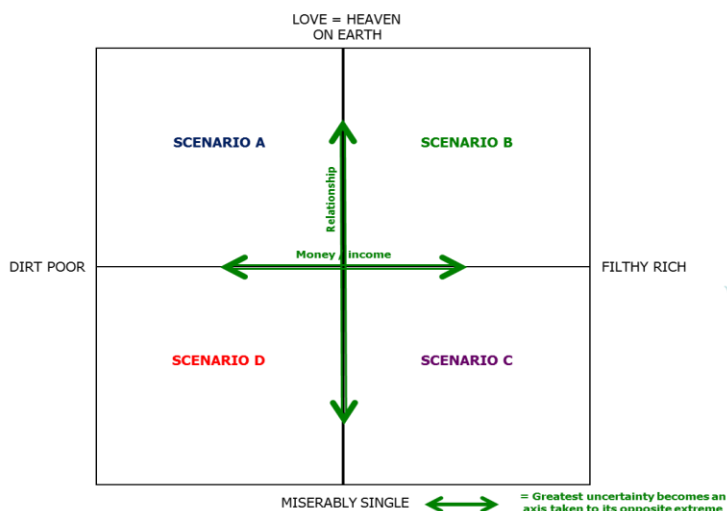 LOVE = HEAVEN
ON EARTH
SCENARIO A
SCENARIO B
Relationship
Money / income
DIRT POOR
FILTHY RICH
SCENARIO D
SCENARIO C
MISERABLY SINGLE
= Greatest uncertainty becomes an
axis taken to its opposite extreme